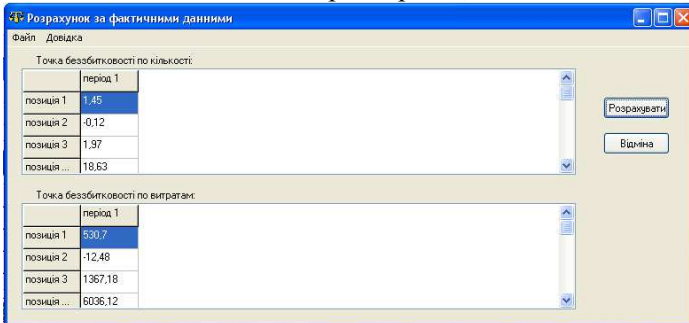 Розрахунок за фактичними данними
Файл Довідка
Точка беззбитковості по кількості:
період 1
позиція 1 1,45
позиція 2 -0,12
позиція 3 1,97
позиція ... 18,63
Розрахувати
Відміна
Точка беззбитковості по витратам:
період 1
позиція 1 530,7
позиція 2 -12,48
позиція 3 1367,18
позиція ... 6036,12